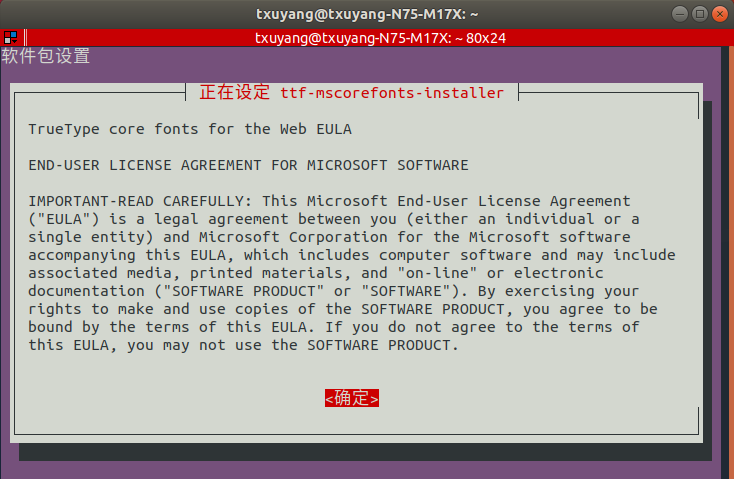 txuyang@txuyang-N75-M17X: ~
txuyang@txuyang-N75-M17X: ~ 80x24
软件包设置
正在设定 ttf-mscorefonts-installer
TrueType core fonts for the Web EULA
END-USER LICENSE AGREEMENT FOR MICROSOFT SOFTWARE
IMPORTANT-READ CAREFULLY: This Microsoft End-User License Agreement
("EULA") is a legal agreement between you (either an individual or a
single entity) and Microsoft Corporation for the Microsoft software
accompanying this EULA, which includes computer software and may include
associated media, printed materials, and "on-line" or electronic
documentation ("SOFTWARE PRODUCT" or "SOFTWARE"). By exercising your
rights to make and use copies of the SOFTWARE PRODUCT, you agree to be
bound by the terms of this EULA. If you do not agree to the terms of
this EULA, you may not use the SOFTWARE PRODUCT.
<确定>